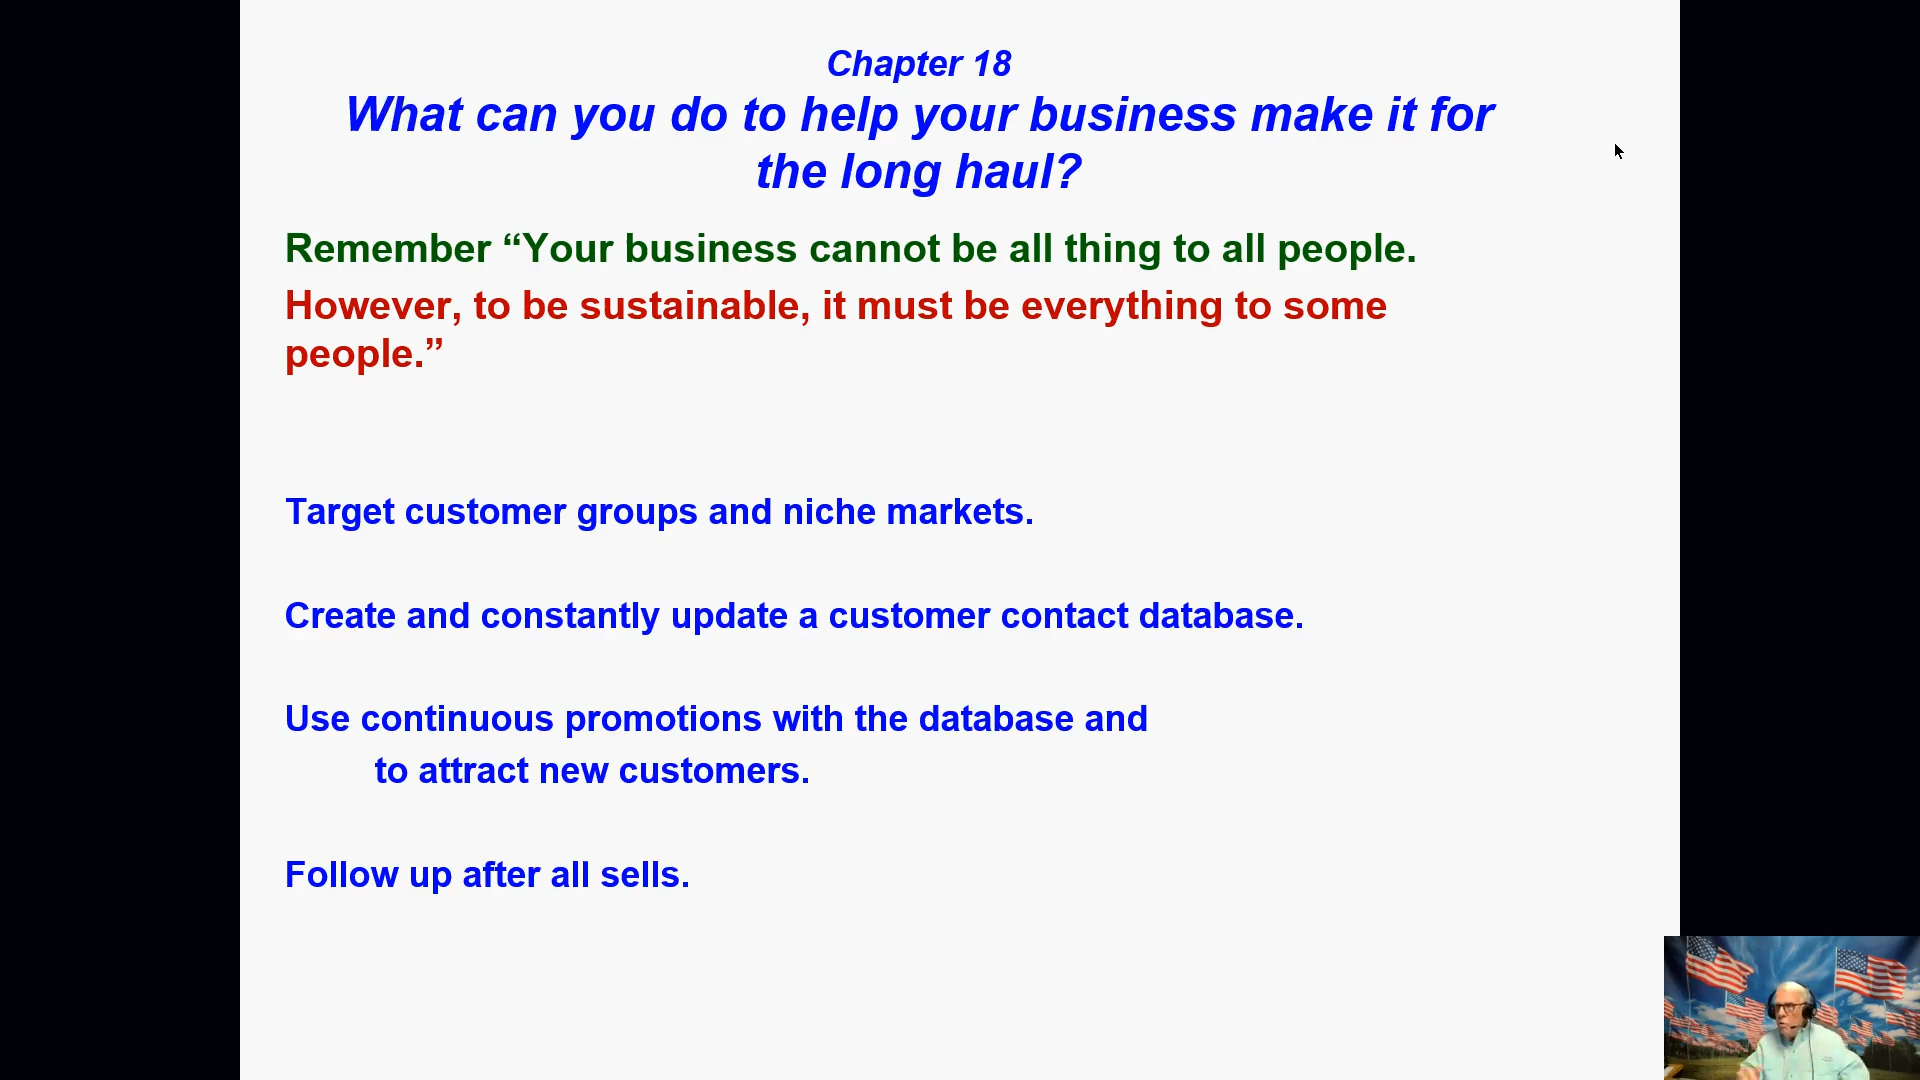 Chapter 18
What can you do to help your business make it for
the long haul?
Remember “Your business cannot be all thing to all people.
However, to be sustainable, it must be everything to some
people.”
Target customer groups and niche markets.
Create and constantly update a customer contact database.
Use continuous promotions with the database and
to attract new customers.
Follow up after all sells.